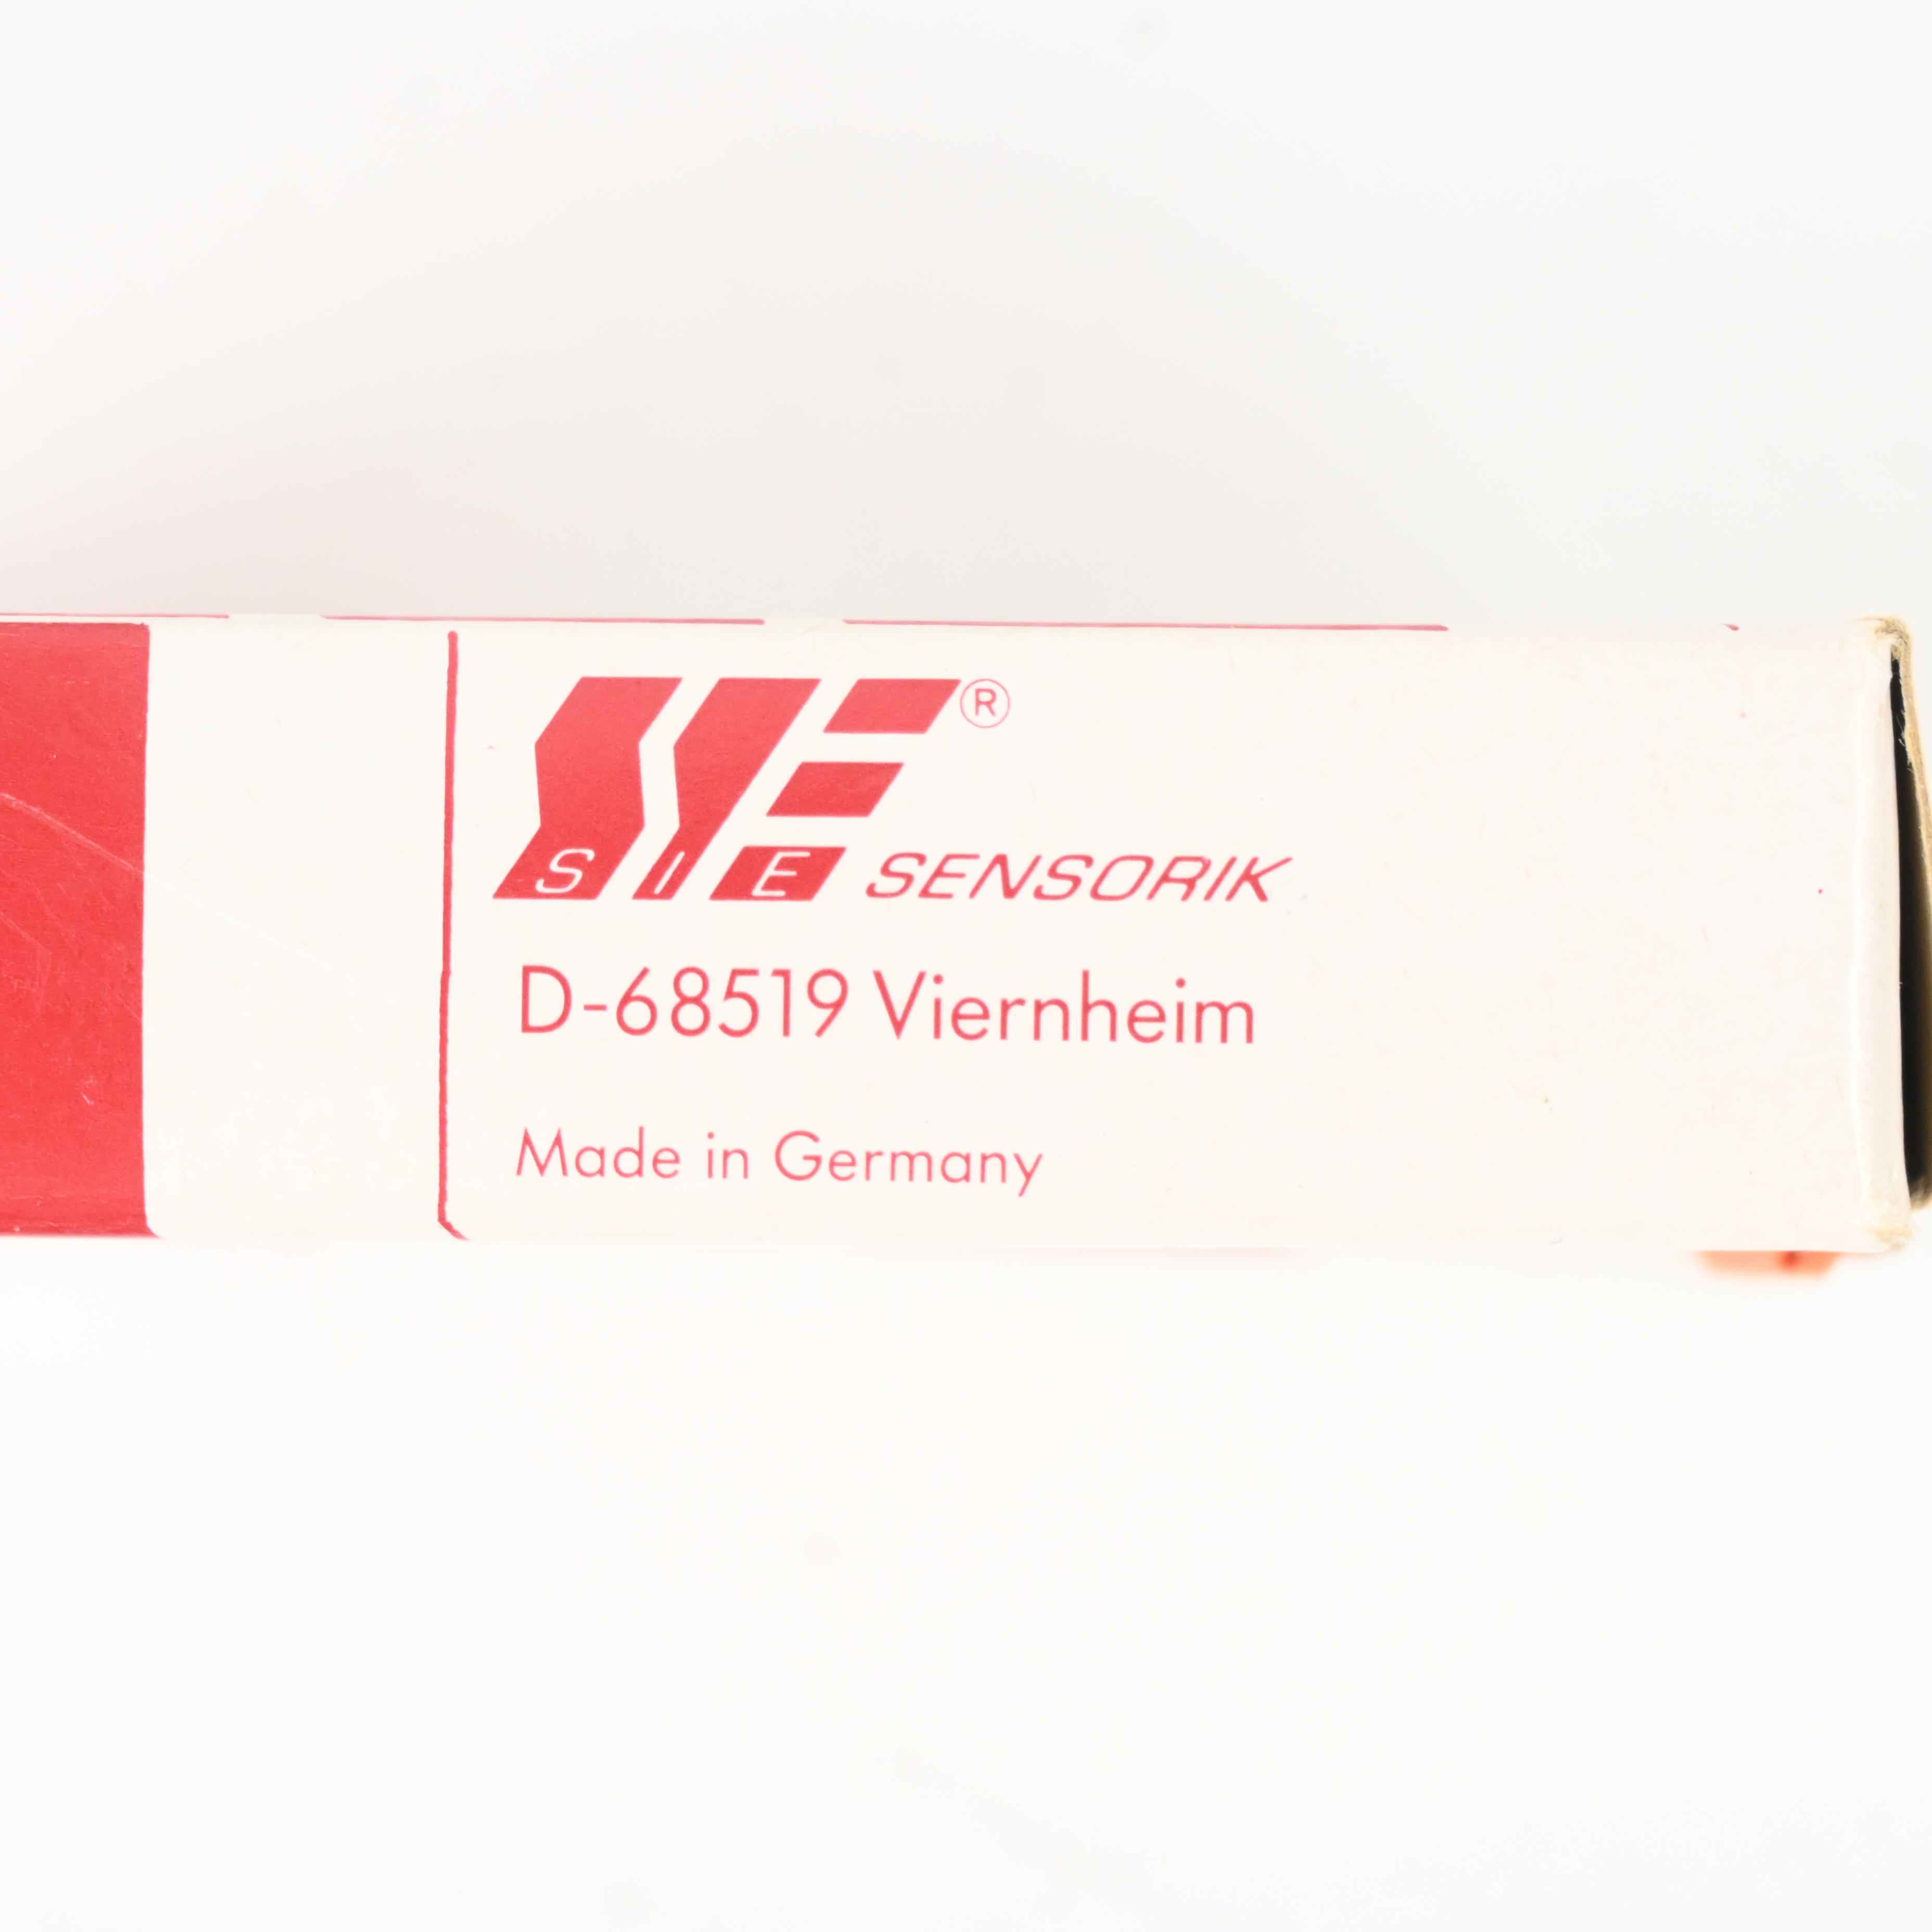 SIE SENSORIK ®
D-68519 Viernheim
Made in Germany